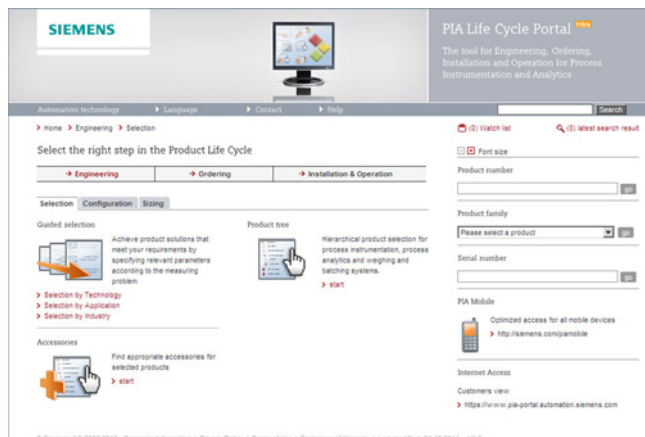 SIEMENS
PIA Life Cycle Portal Intra
The tool for Engineering, Ordering,
Installation and Operation for Process
Instrumentation and Analytics
Automation technology
Language
Contact
Help
Search
Home
Engineering
Selection
(0) Watch list
(0) latest search result
Select the right step in the Product Life Cycle
Engineering
Ordering
Installation & Operation
Selection
Configuration
Sizing
Guided selection
Achieve product solutions that
meet your requirements by
specifying relevant parameters
according to the measuring
problem
Selection by Technology
Selection by Application
Selection by Industry
Product tree
Hierarchical product selection for
process instrumentation, process
analytics and weighing and
batching systems.
start
Accessories
Find appropriate accessories for
selected products
start
Font size
Product number
go
Product family
Please select a product
go
Serial number
go
PIA Mobile
Optimized access for all mobile devices
http://siemens.com/piamobile
Internet Access
Customers view
https://www.pia-portal.automation.siemens.com